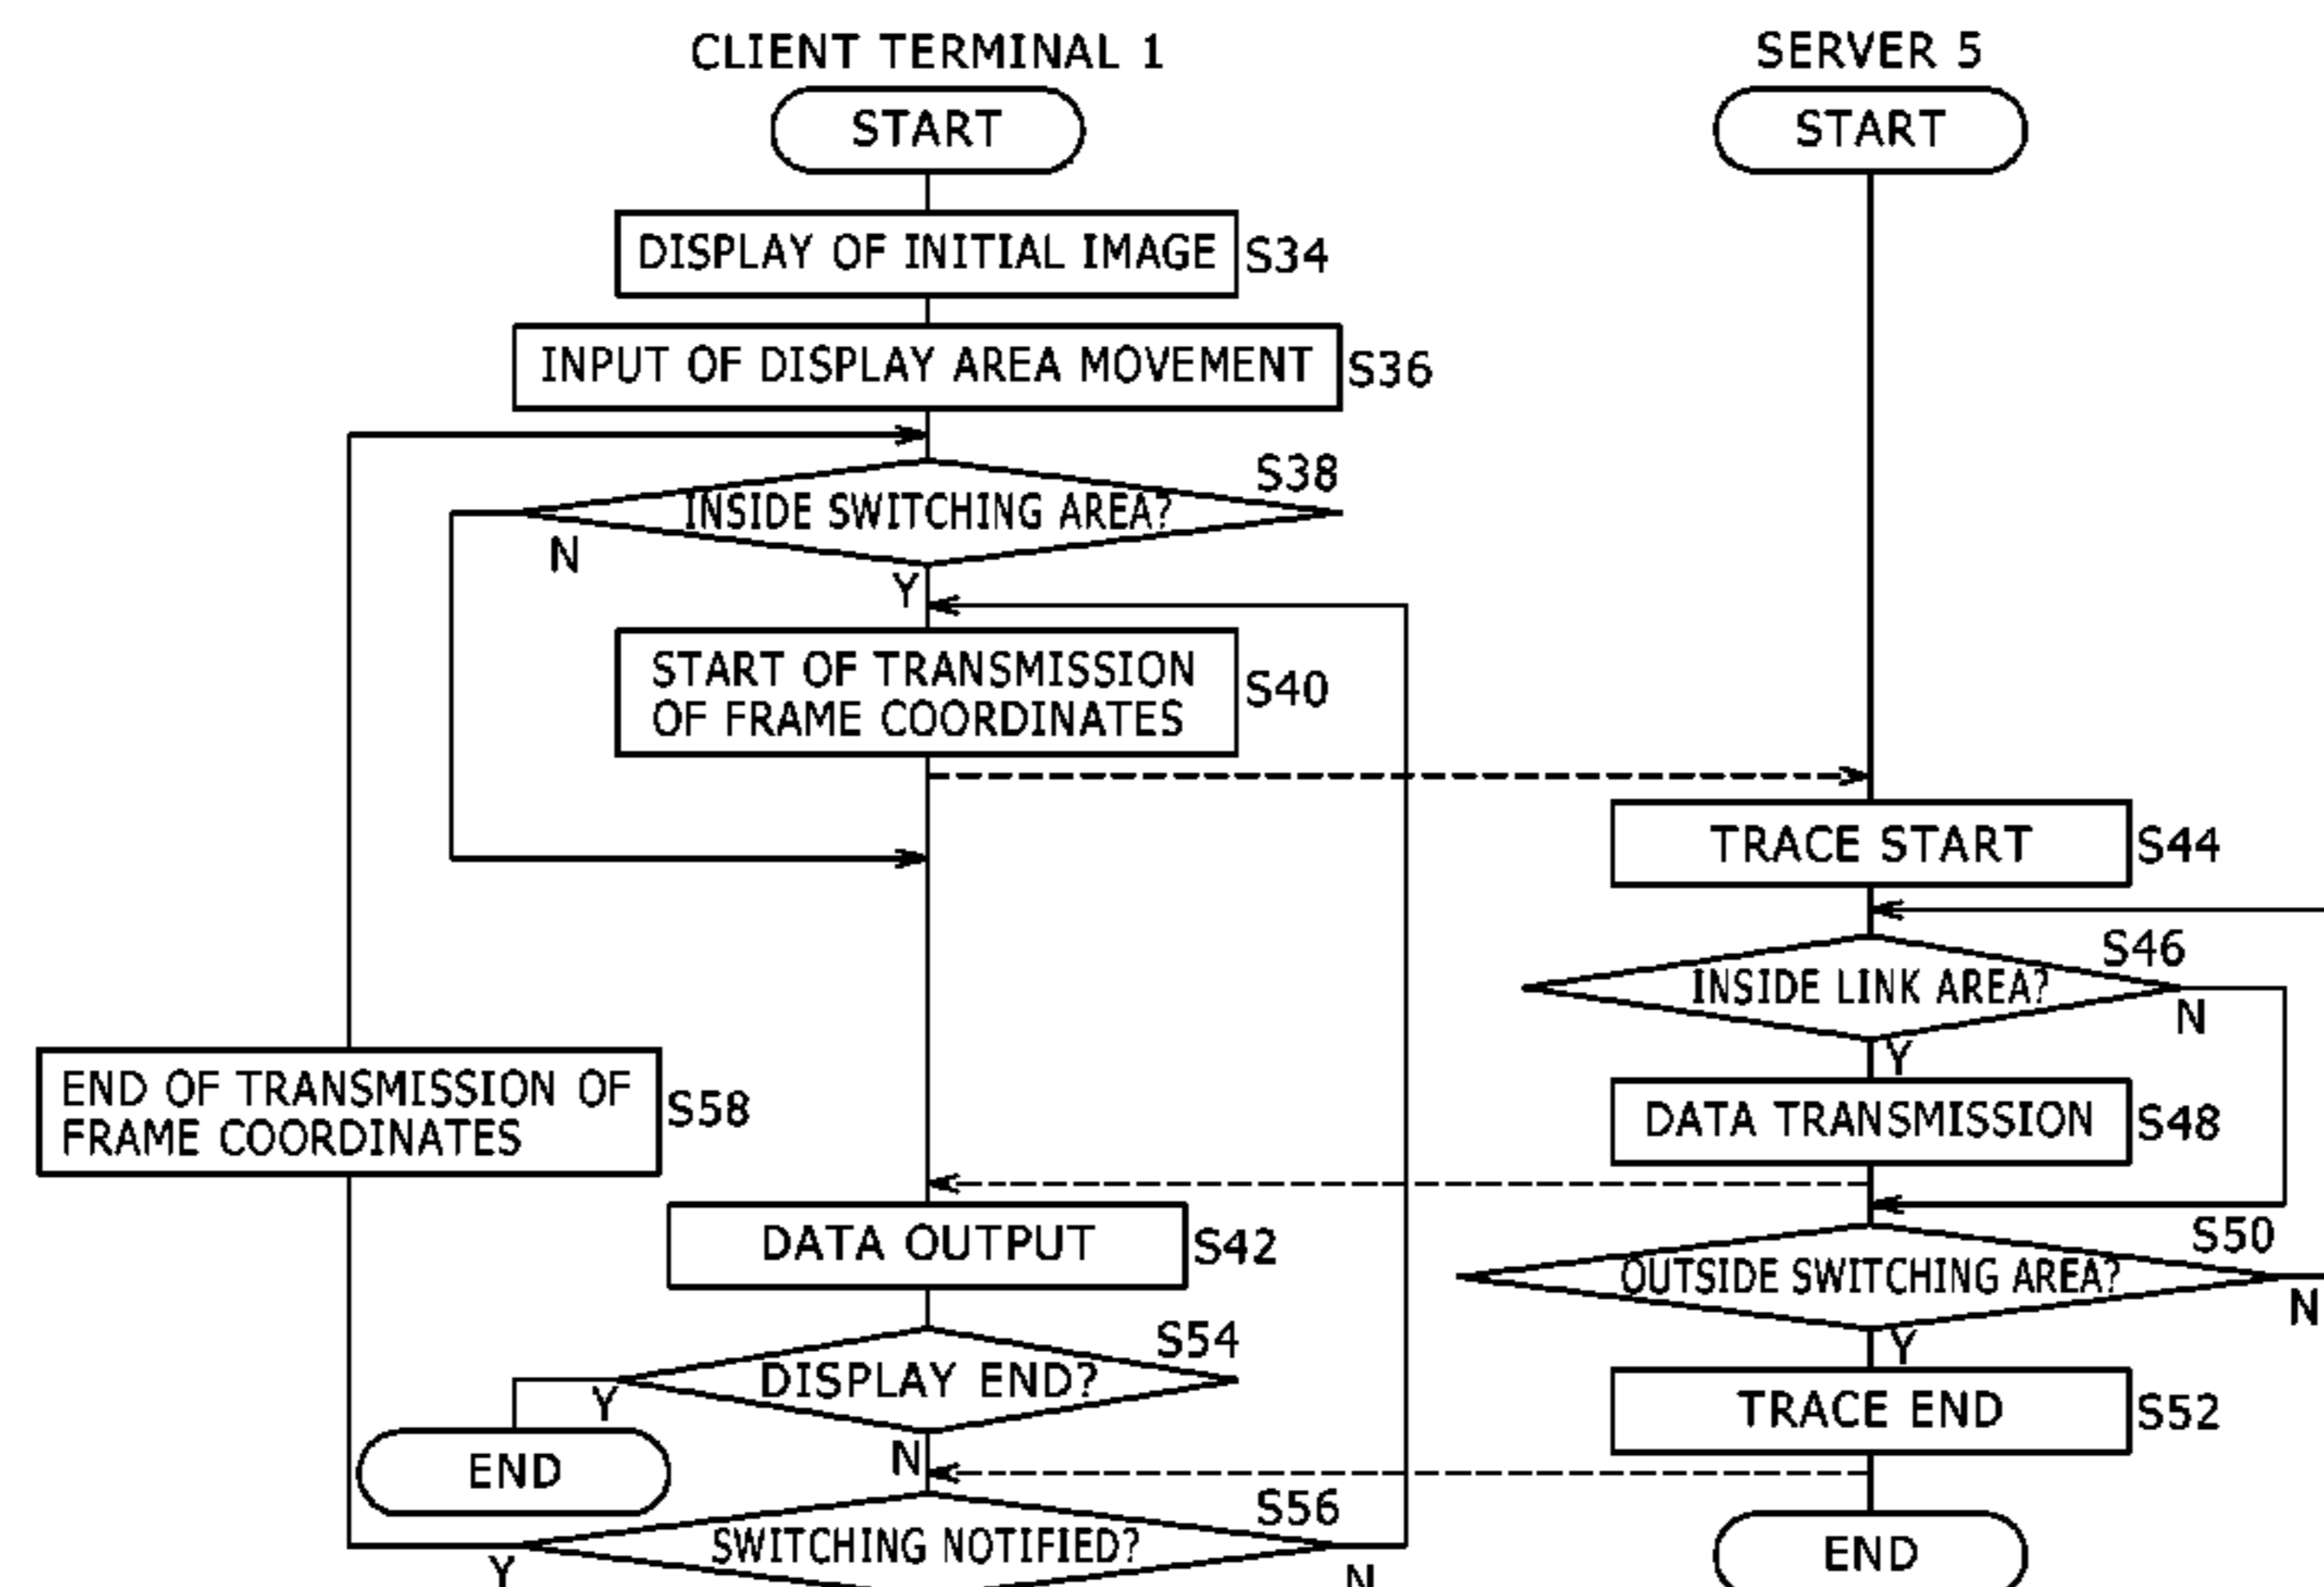 CLIENT TERMINAL 1
START
DISPLAY OF INITIAL IMAGE
S34
INPUT OF DISPLAY AREA MOVEMENT
S36
S38
INSIDE SWITCHING AREA?
N
Y
START OF TRANSMISSION
OF FRAME COORDINATES
S40
END OF TRANSMISSION OF
FRAME COORDINATES
S58
DATA OUTPUT
S42
S54
DISPLAY END?
Y
END
N
S56
SWITCHING NOTIFIED?
Y
N
SERVER 5
START
TRACE START
S44
S46
INSIDE LINK AREA?
N
Y
DATA TRANSMISSION
S48
S50
OUTSIDE SWITCHING AREA?
N
Y
TRACE END
S52
END